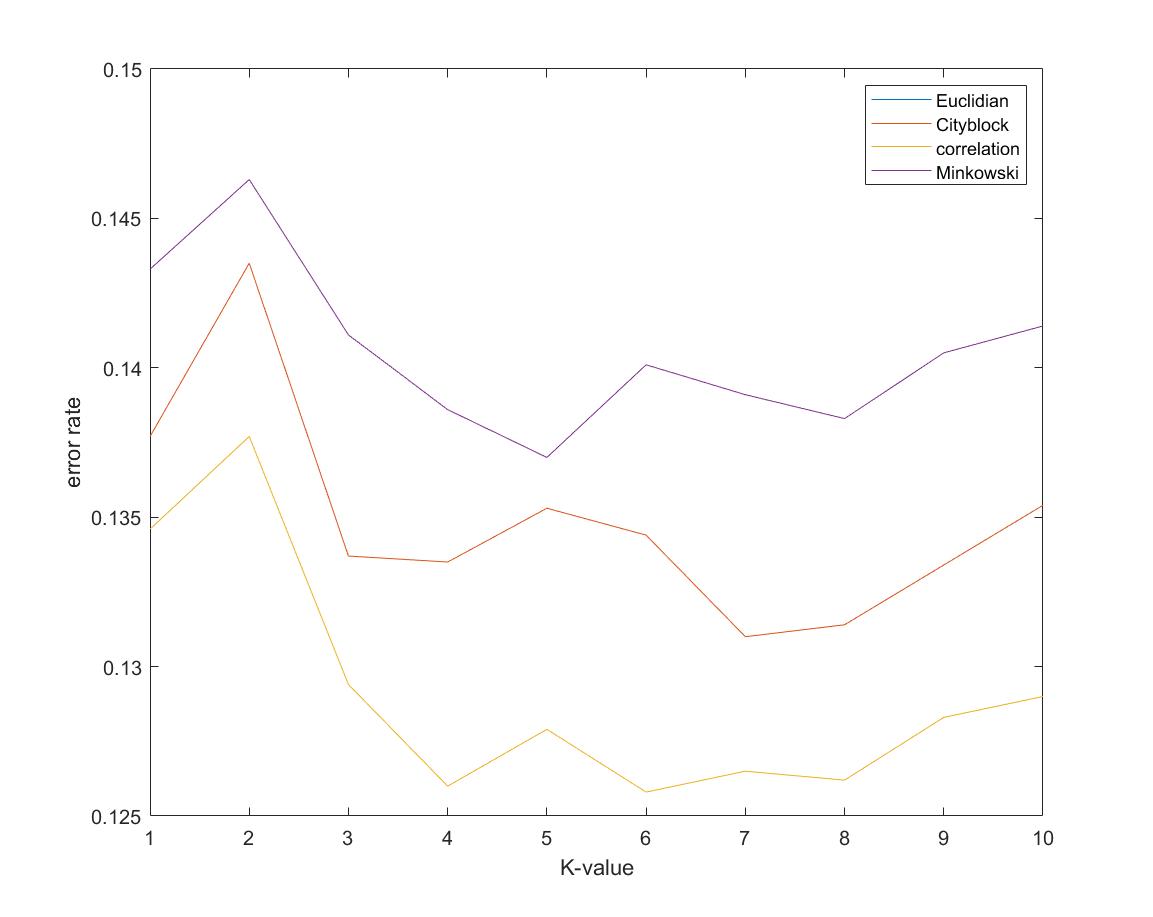 0.15
0.145
0.14
0.135
0.13
0.125
error rate
Euclidian
Cityblock
correlation
Minkowski
1 2 3 4 5 6 7 8 9 10
K-value